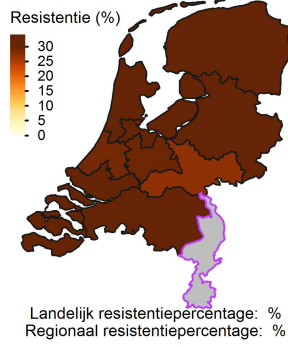 Resistentie (%)
30
25
20
15
10
5
0
Landelijk resistentiepercentage: %
Regionaal resistentiepercentage: %